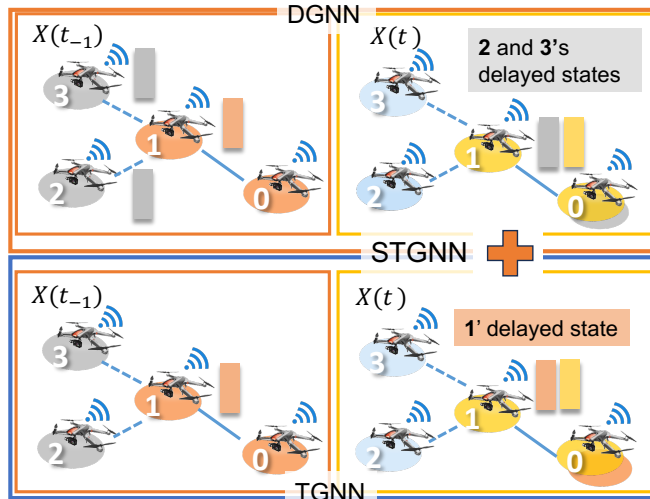 DGNN
X(t₋₁)
3
1
2
0
X(t)
2 and 3's
delayed states
3
1
2
0
STGNN
X(t₋₁)
3
1
2
0
X(t)
1' delayed state
3
1
2
0
TGNN